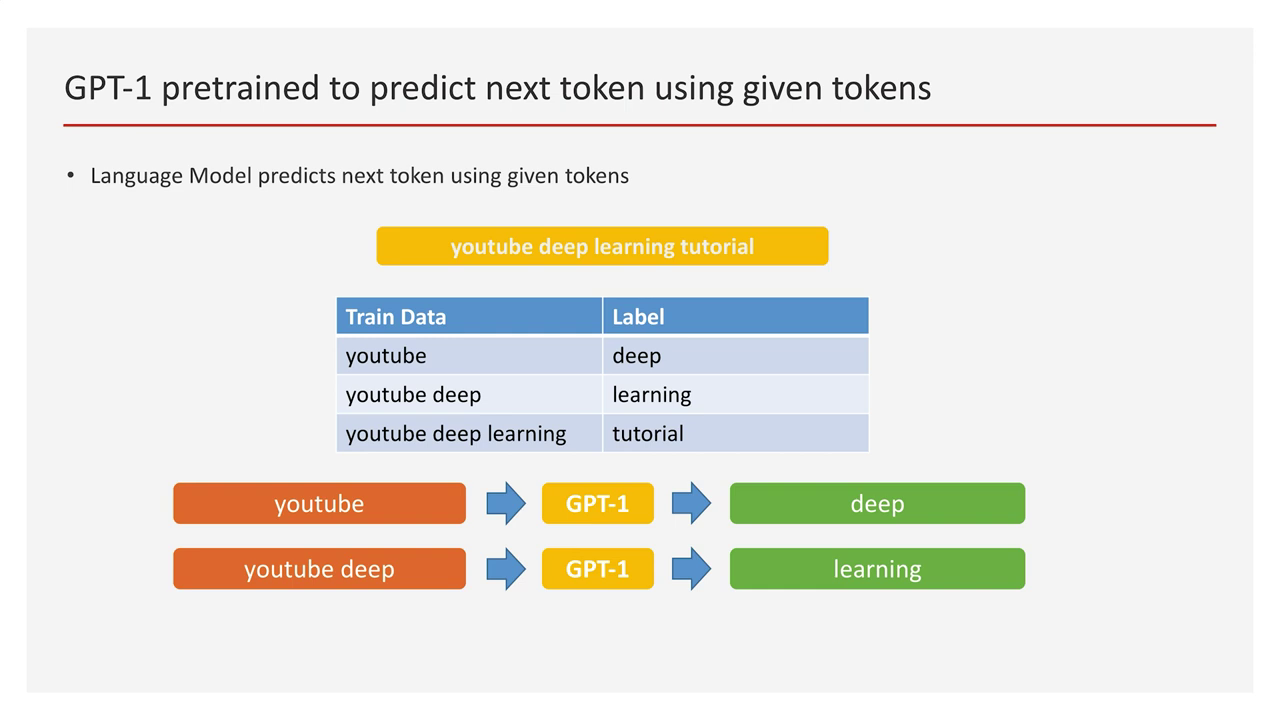 GPT-1 pretrained to predict next token using given tokens
• Language Model predicts next token using given tokens
youtube deep learning tutorial
Train Data Label
youtube deep
youtube deep learning
youtube deep learning tutorial
youtube GPT-1 deep
youtube deep GPT-1 learning